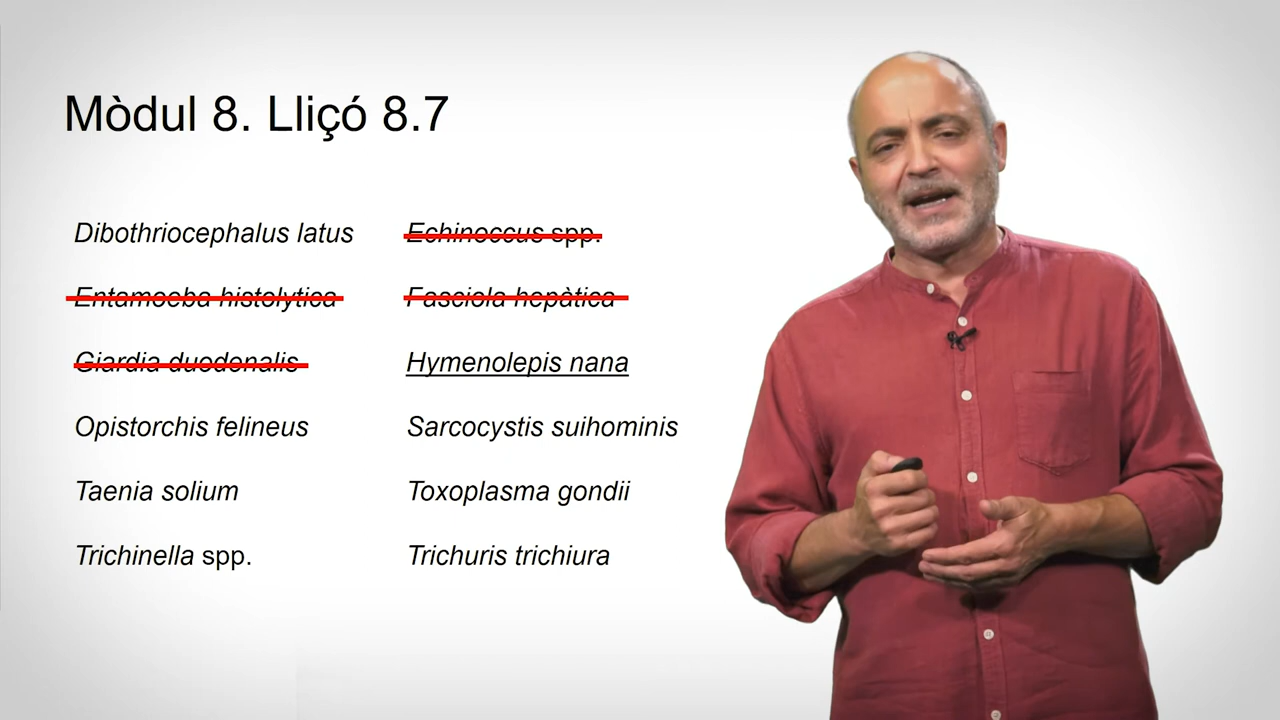 Mòdul 8. Lliçó 8.7
Dibothriocephalus latus
Echinoccus spp.
Entamoeba histolytica
Fasciola hepàtica
Giardia duodenalis
Hymenolepis nana
Opistorchis felineus
Sarcocystis suihominis
Taenia solium
Toxoplasma gondii
Trichinella spp.
Trichuris trichiura